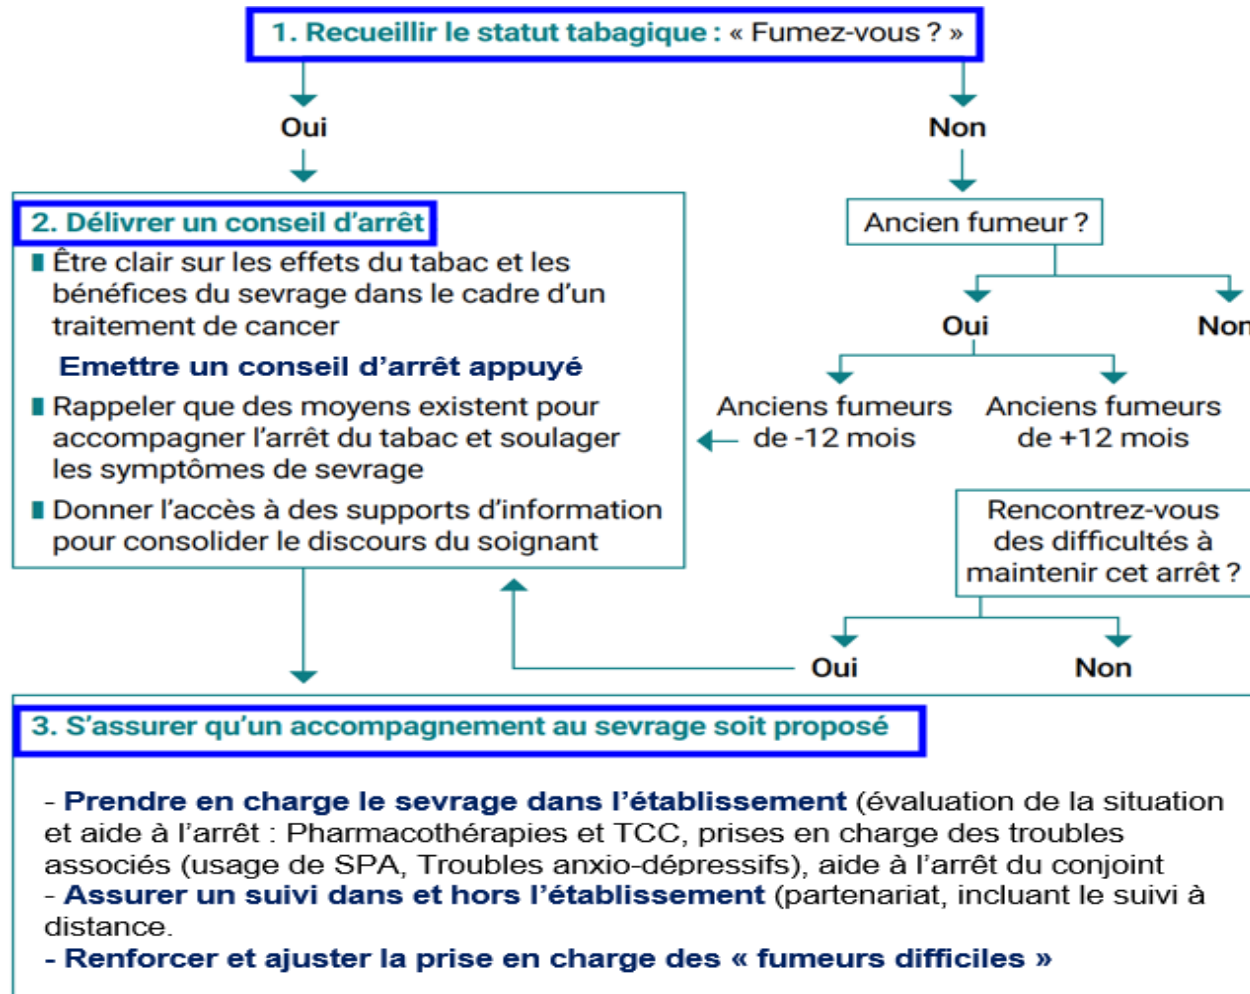 1. Recueillir le statut tabagique : « Fumez-vous ? »
Oui
Non
2. Délivrer un conseil d’arrêt
Être clair sur les effets du tabac et les
bénéfices du sevrage dans le cadre d’un
traitement de cancer
Emettre un conseil d’arrêt appuyé
Rappeler que des moyens existent pour
accompagner l’arrêt du tabac et soulager
les symptômes de sevrage
Donner l’accès à des supports d’information
pour consolider le discours du soignant
Ancien fumeur ?
Oui
Non
Anciens fumeurs
de -12 mois
Anciens fumeurs
de +12 mois
Rencontrez-vous
des difficultés à
maintenir cet arrêt ?
Oui
Non
3. S’assurer qu’un accompagnement au sevrage soit proposé
- Prendre en charge le sevrage dans l’établissement (évaluation de la situation
et aide à l’arrêt : Pharmacothérapies et TCC, prises en charge des troubles
associés (usage de SPA, Troubles anxio-dépressifs), aide à l’arrêt du conjoint
- Assurer un suivi dans et hors l’établissement (partenariat, incluant le suivi à
distance.
- Renforcer et ajuster la prise en charge des « fumeurs difficiles »